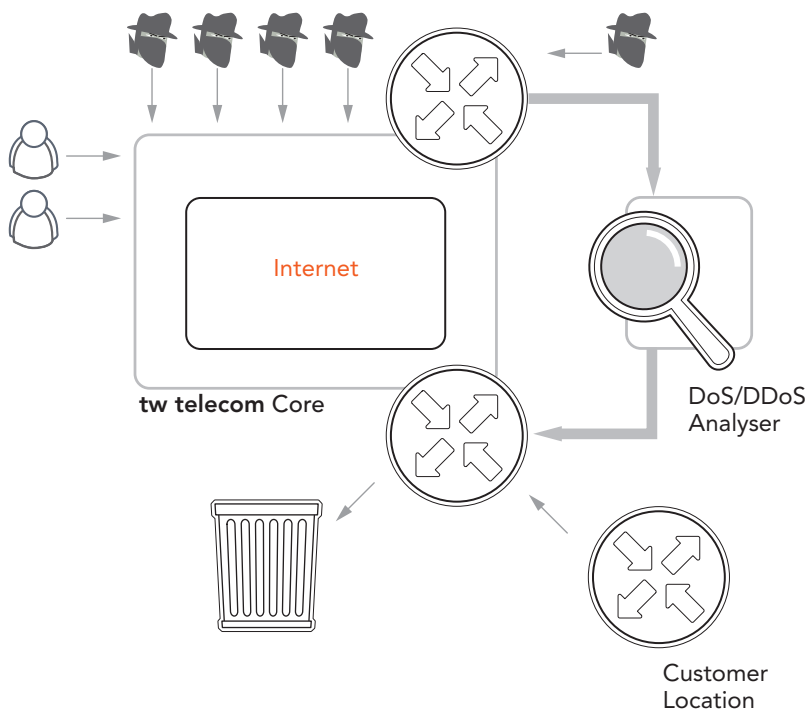 Internet
tw telecom Core
DoS/DDoS
Analyser
Customer
Location